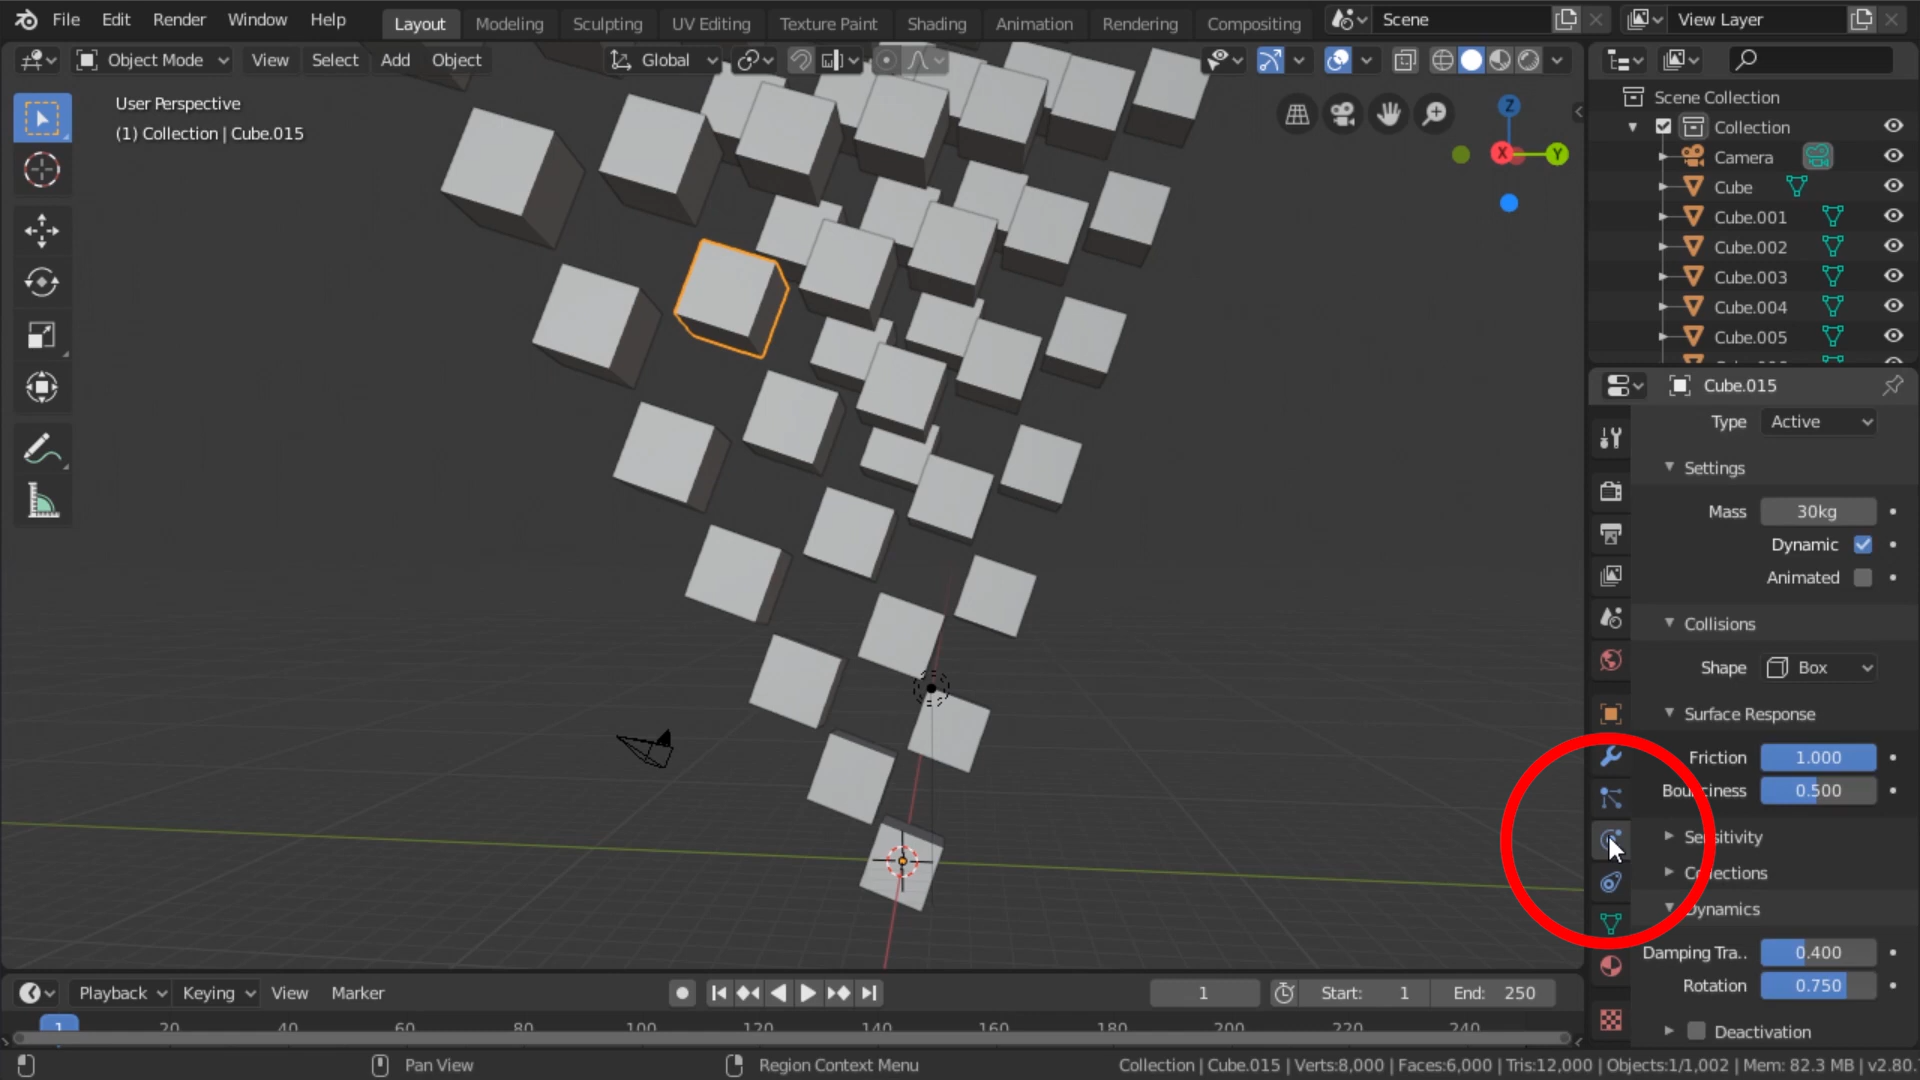 File Edit Render Window Help Layout Modeling Sculpting UV Editing Texture Paint Shading Animation Rendering Compositing Scene View Layer
Object Mode View Select Add Object Global
User Perspective
(1) Collection | Cube.015
Z
X Y
Scene Collection
Collection
Camera
Cube
Cube.001
Cube.002
Cube.003
Cube.004
Cube.005
Cube.015
Type Active
Settings
Mass 30kg
Dynamic
Animated
Collisions
Shape Box
Surface Response
Friction 1.000
Bounciness 0.500
Sensitivity
Collections
Dynamics
Damping Tra.. 0.400
Rotation 0.750
Deactivation
Playback Keying View Marker 1 Start: 1 End: 250
1 20 40 60 80 100 120 140 160 180 200 220 240
Pan View Region Context Menu Collection | Cube.015 | Verts:8,000 | Faces:6,000 | Tris:12,000 | Objects:1/1,002 | Mem: 82.3 MB | v2.80.